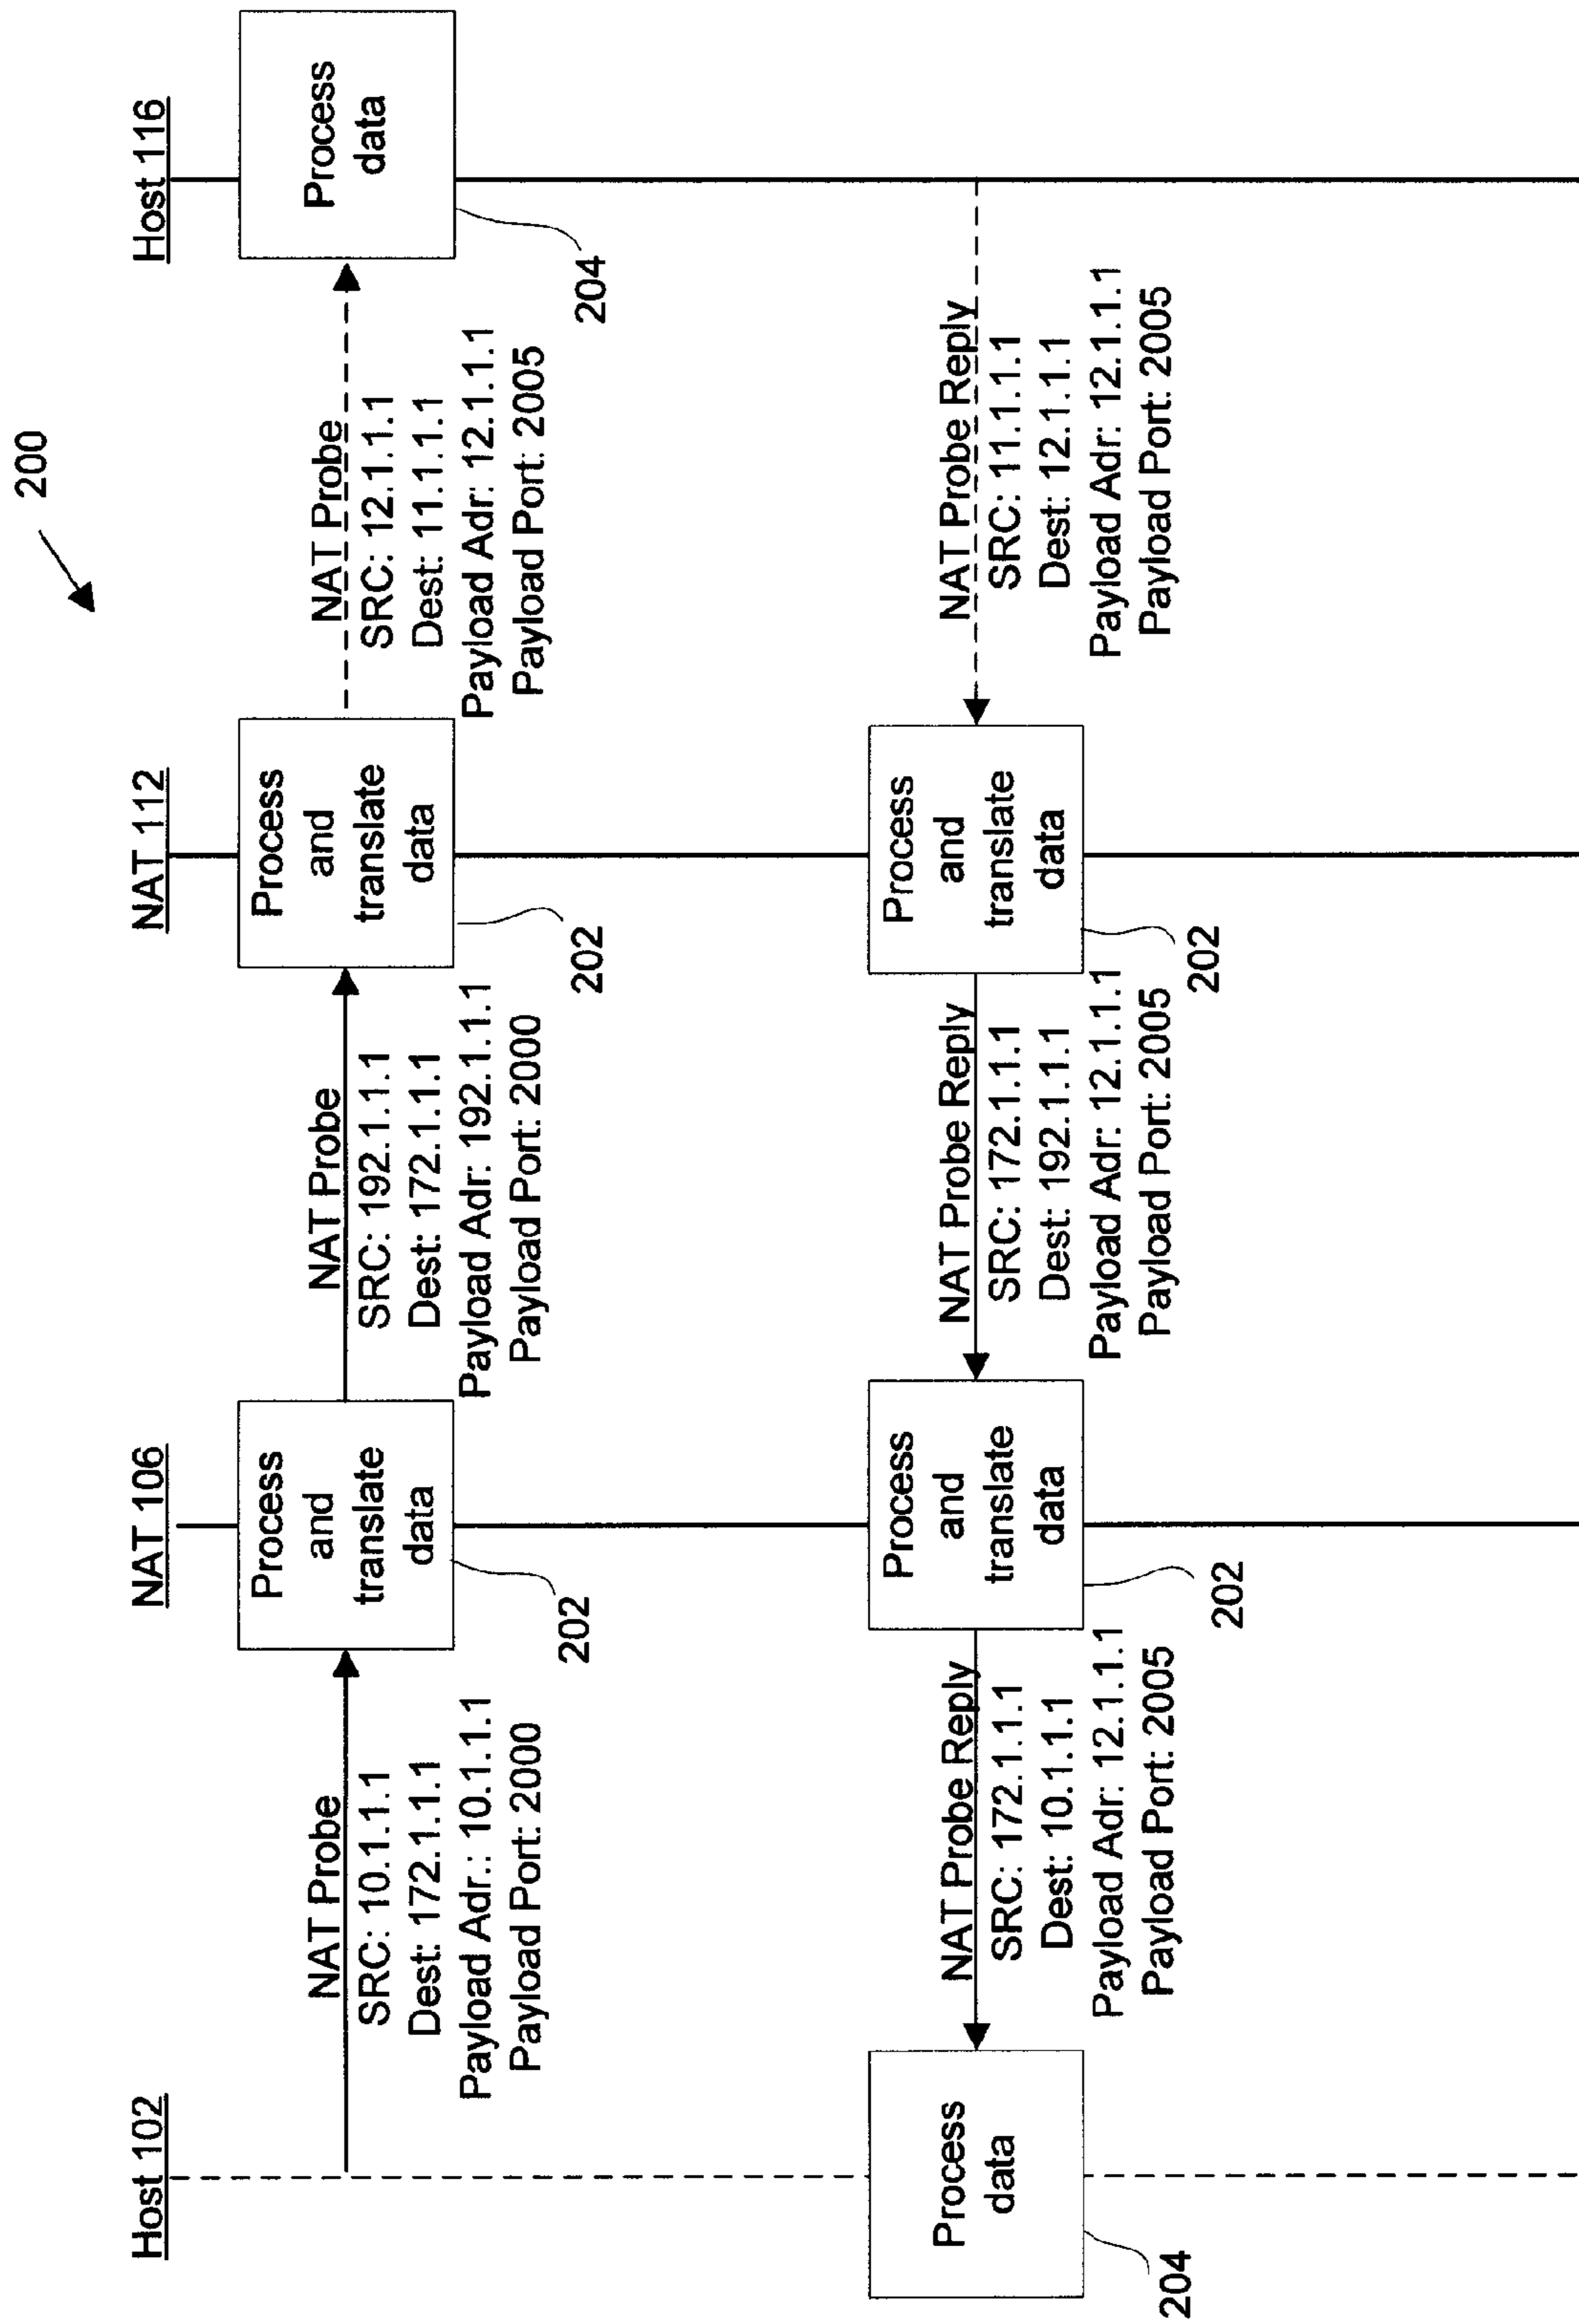 200
Host 102
NAT 106
NAT 112
Host 116
NAT Probe
SRC: 10.1.1.1
Dest: 172.1.1.1
Payload Adr.: 10.1.1.1
Payload Port: 2000
Process
and
translate
data
202
NAT Probe
SRC: 192.1.1.1
Dest: 172.1.1.1
Payload Adr: 192.1.1.1
Payload Port: 2000
Process
and
translate
data
202
NAT Probe
SRC: 12.1.1.1
Dest: 11.1.1.1
Payload Adr: 12.1.1.1
Payload Port: 2005
Process
data
204
Process
data
204
NAT Probe Reply
SRC: 172.1.1.1
Dest: 10.1.1.1
Payload Adr: 12.1.1.1
Payload Port: 2005
Process
and
translate
data
202
NAT Probe Reply
SRC: 172.1.1.1
Dest: 192.1.1.1
Payload Adr: 12.1.1.1
Payload Port: 2005
Process
and
translate
data
202
NAT Probe Reply
SRC: 11.1.1.1
Dest: 12.1.1.1
Payload Adr: 12.1.1.1
Payload Port: 2005